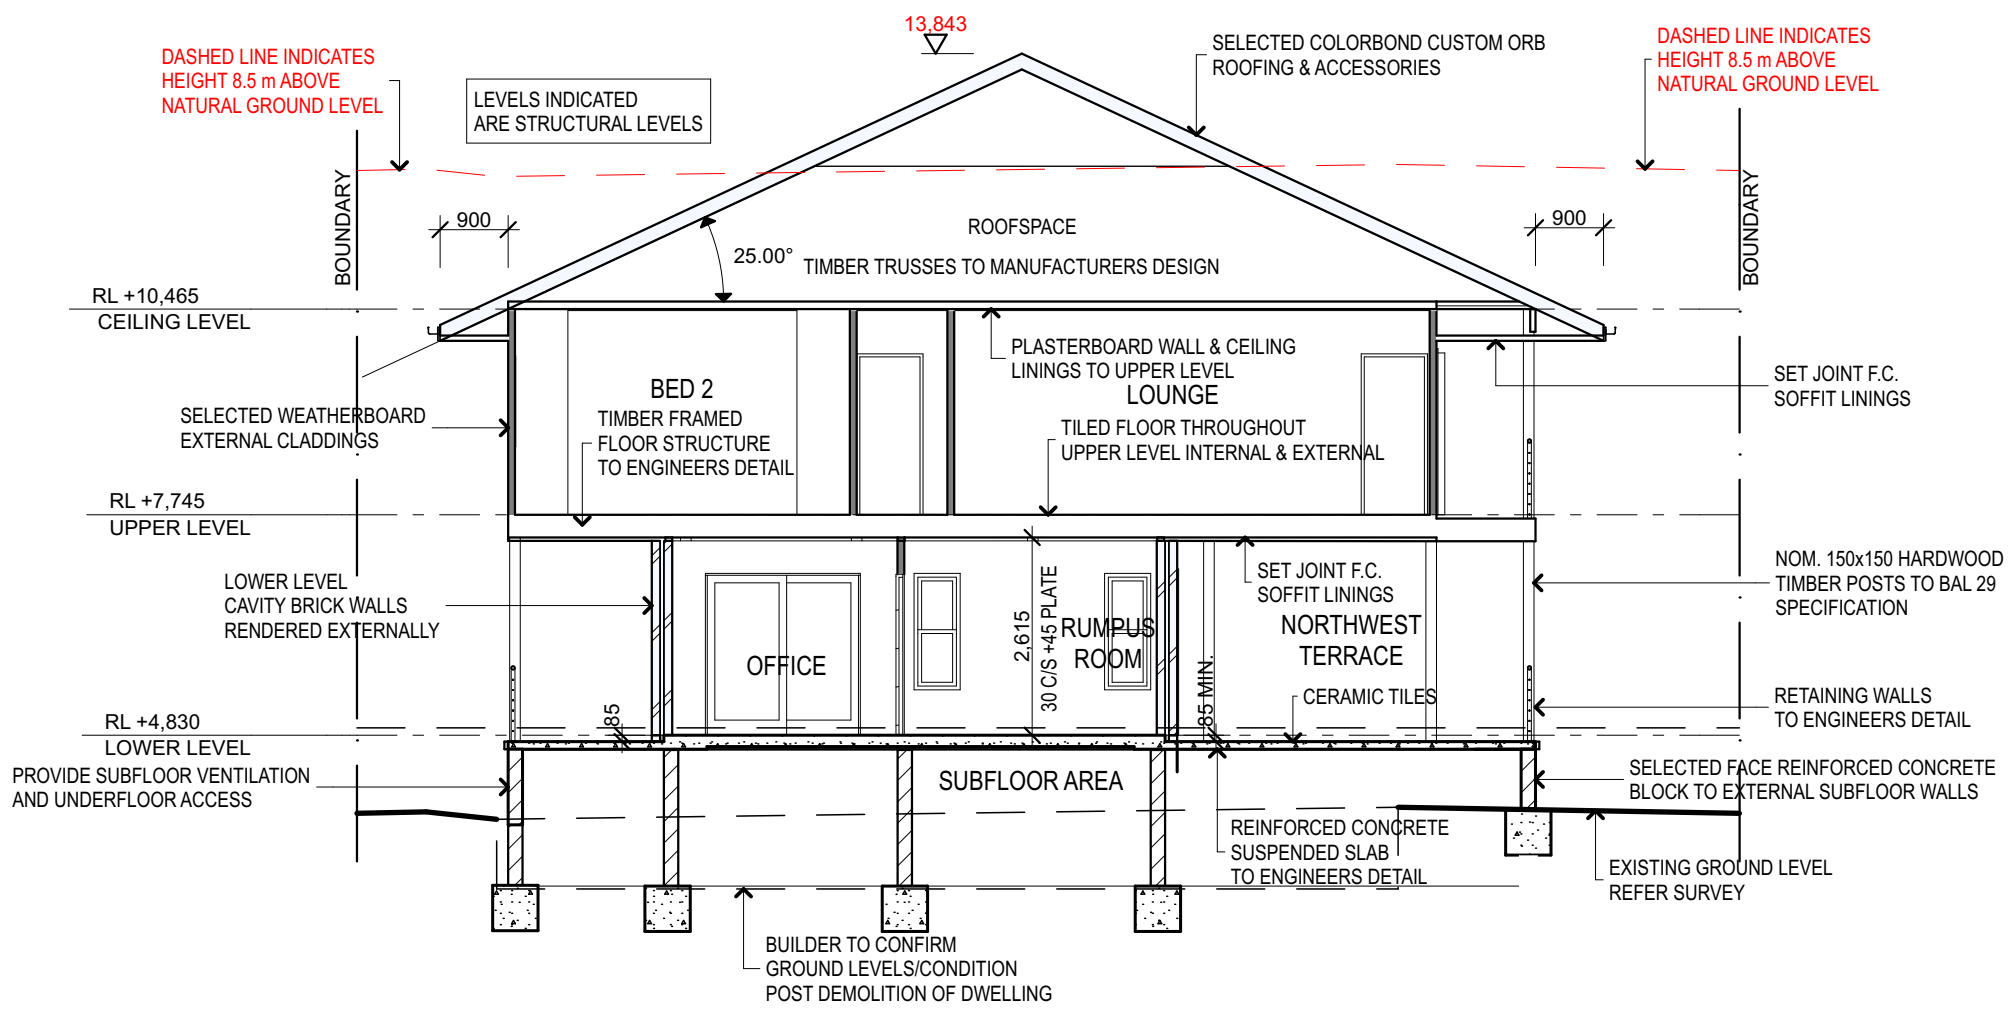 13,843
DASHED LINE INDICATES
HEIGHT 8.5 m ABOVE
NATURAL GROUND LEVEL
LEVELS INDICATED
ARE STRUCTURAL LEVELS
SELECTED COLORBOND CUSTOM ORB
ROOFING & ACCESSORIES
DASHED LINE INDICATES
HEIGHT 8.5 m ABOVE
NATURAL GROUND LEVEL
BOUNDARY
BOUNDARY
900
900
25.00°
ROOFSPACE
TIMBER TRUSSES TO MANUFACTURERS DESIGN
RL +10,465
CEILING LEVEL
PLASTERBOARD WALL & CEILING
LININGS TO UPPER LEVEL
BED 2
LOUNGE
SET JOINT F.C.
SOFFIT LININGS
SELECTED WEATHERBOARD
EXTERNAL CLADDINGS
TIMBER FRAMED
FLOOR STRUCTURE
TO ENGINEERS DETAIL
TILED FLOOR THROUGHOUT
UPPER LEVEL INTERNAL & EXTERNAL
RL +7,745
UPPER LEVEL
LOWER LEVEL
CAVITY BRICK WALLS
RENDERED EXTERNALLY
SET JOINT F.C.
SOFFIT LININGS
NOM. 150x150 HARDWOOD
TIMBER POSTS TO BAL 29
SPECIFICATION
2,615
30 C/S +45 PLATE
OFFICE
RUMPUS
ROOM
NORTHWEST
TERRACE
85
85 MIN.
CERAMIC TILES
RETAINING WALLS
TO ENGINEERS DETAIL
RL +4,830
LOWER LEVEL
PROVIDE SUBFLOOR VENTILATION
AND UNDERFLOOR ACCESS
SUBFLOOR AREA
SELECTED FACE REINFORCED CONCRETE
BLOCK TO EXTERNAL SUBFLOOR WALLS
REINFORCED CONCRETE
SUSPENDED SLAB
TO ENGINEERS DETAIL
EXISTING GROUND LEVEL
REFER SURVEY
BUILDER TO CONFIRM
GROUND LEVELS/CONDITION
POST DEMOLITION OF DWELLING